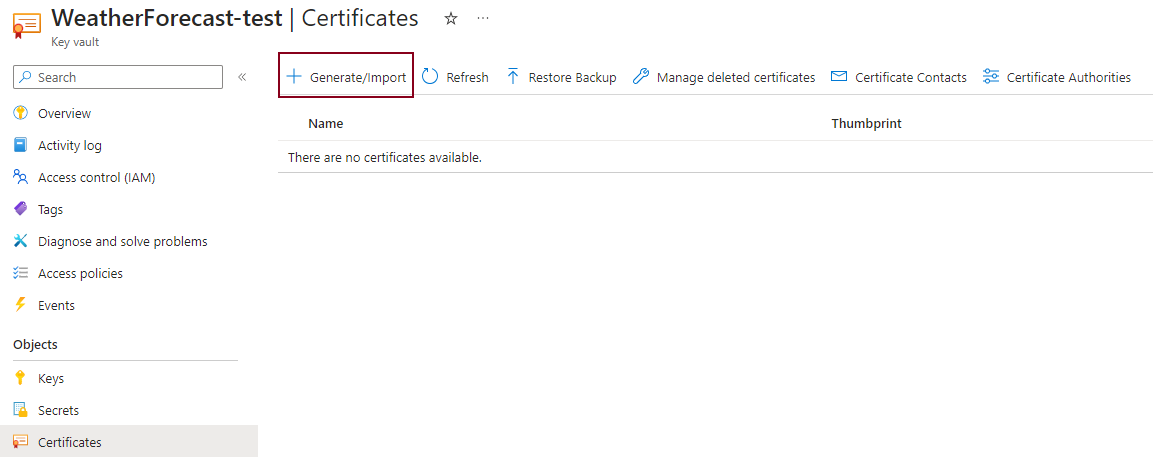 WeatherForecast-test | Certificates
Key vault
Search
Overview
Activity log
Access control (IAM)
Tags
Diagnose and solve problems
Access policies
Events
Objects
Keys
Secrets
Certificates
Generate/Import Refresh Restore Backup Manage deleted certificates Certificate Contacts Certificate Authorities
Name Thumbprint
There are no certificates available.